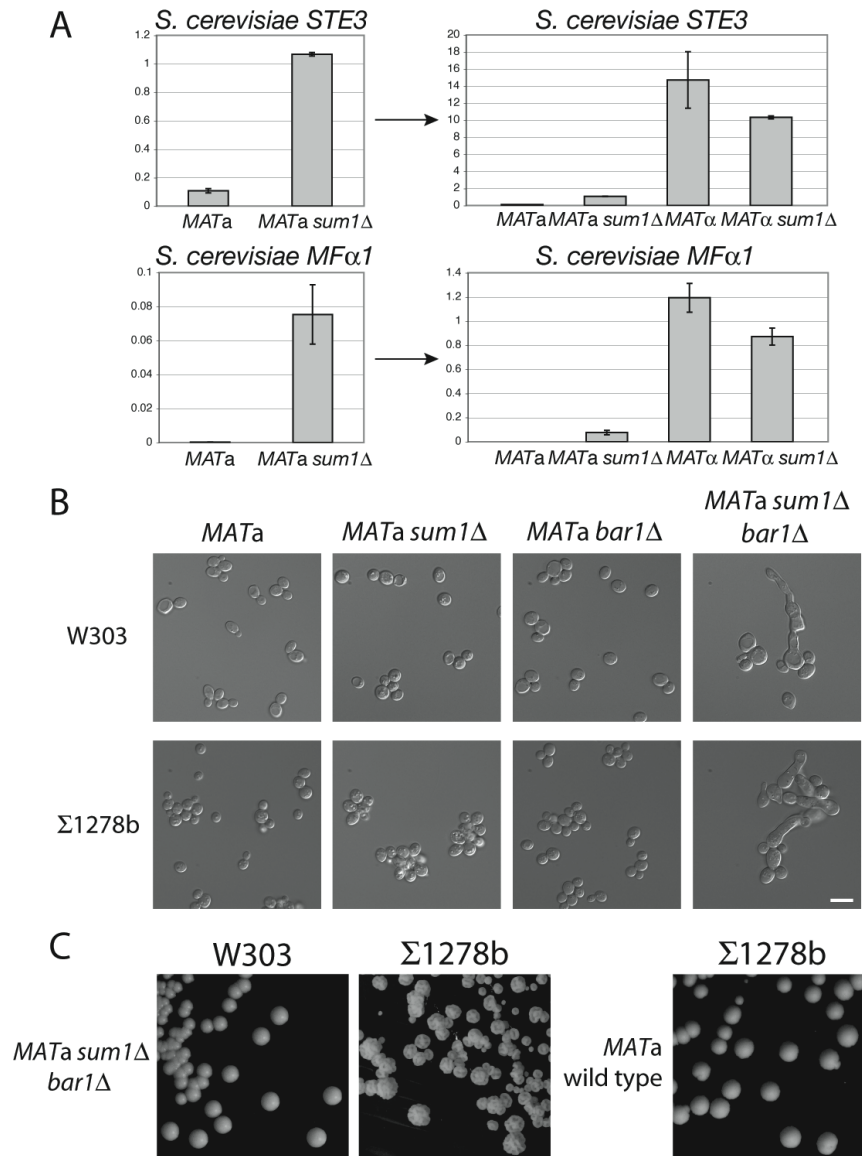 A
S. cerevisiae STE3
1.2
1
0.8
0.6
0.4
0.2
0
MATa
MATa sum1Δ
S. cerevisiae STE3
20
18
16
14
12
10
8
6
4
2
0
MATa
MATa sum1Δ
MATα
MATα sum1Δ
S. cerevisiae MFα1
0.1
0.08
0.06
0.04
0.02
0
MATa
MATa sum1Δ
S. cerevisiae MFα1
1.4
1.2
1
0.8
0.6
0.4
0.2
0
MATa
MATa sum1Δ
MATα
MATα sum1Δ
B
MATa
MATa sum1Δ
MATa bar1Δ
MATa sum1Δ
bar1Δ
W303
Σ1278b
C
W303
Σ1278b
Σ1278b
MATa sum1Δ
bar1Δ
MATa
wild type